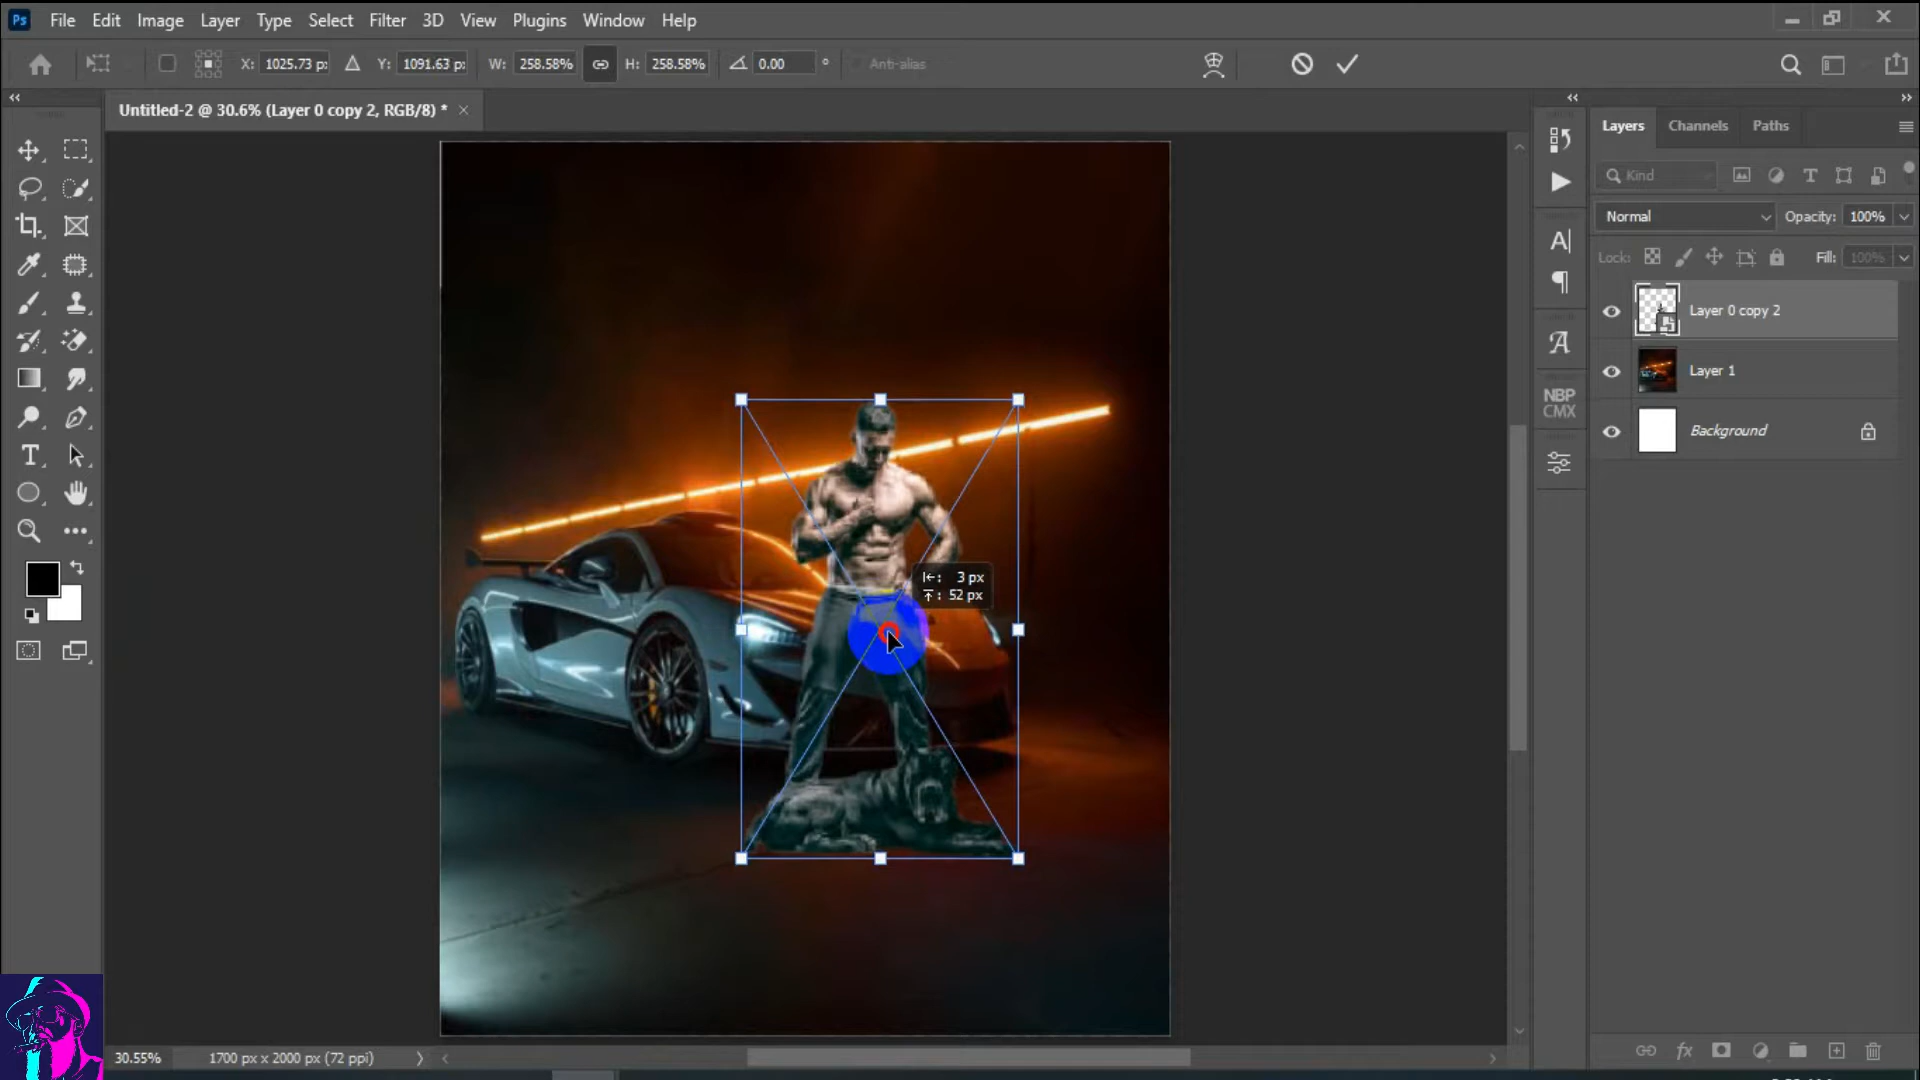 Ps File Edit Image Layer Type Select Filter 3D View Plugins Window Help
X: 1025.73 p: Y: 1091.63 p: W: 258.58% H: 258.58% 0.00 ° Anti-alias
Untitled-2 @ 30.6% (Layer 0 copy 2, RGB/8) * ×
Layers Channels Paths
Kind
Normal Opacity: 100%
Lock: Fill: 100%
Layer 0 copy 2
Layer 1
NBP
CMX
Background
3 px
52 px
30.55% 1700 px x 2000 px (72 ppi)